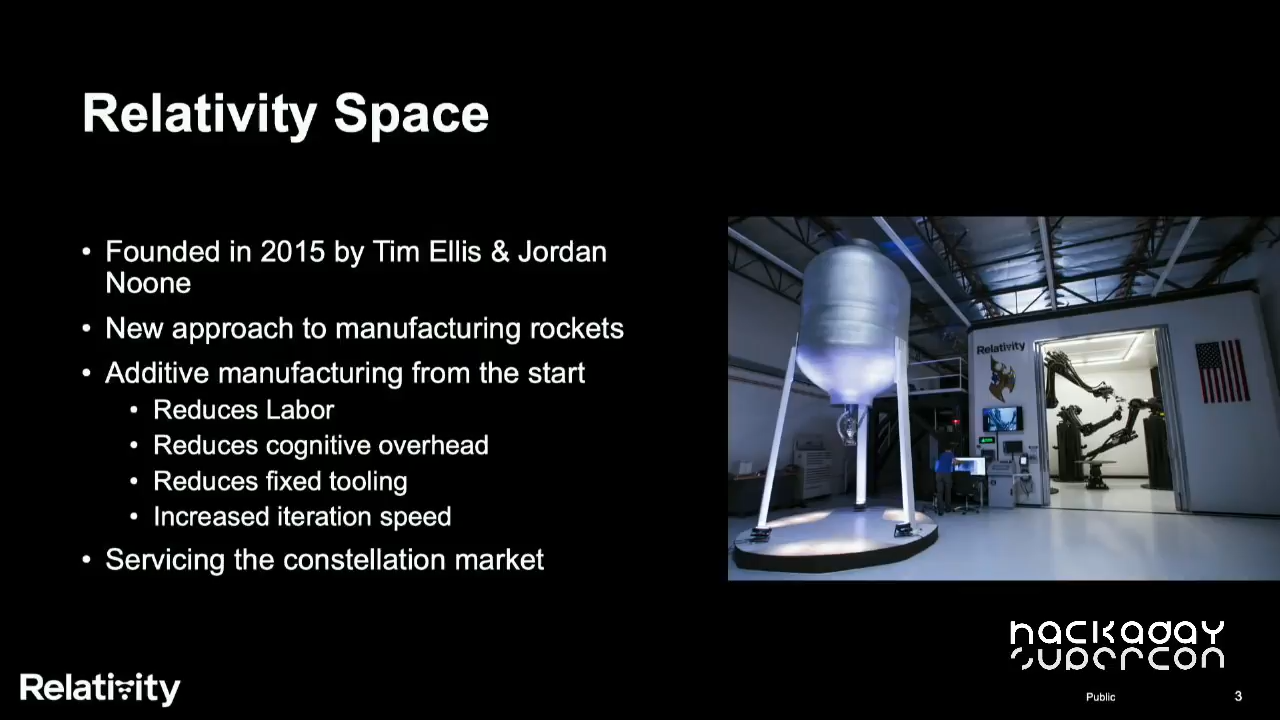 Relativity Space
• Founded in 2015 by Tim Ellis & Jordan
Noone
• New approach to manufacturing rockets
• Additive manufacturing from the start
• Reduces Labor
• Reduces cognitive overhead
• Reduces fixed tooling
• Increased iteration speed
• Servicing the constellation market
Relativity
hackaday
supercon
Relativity
Public
3